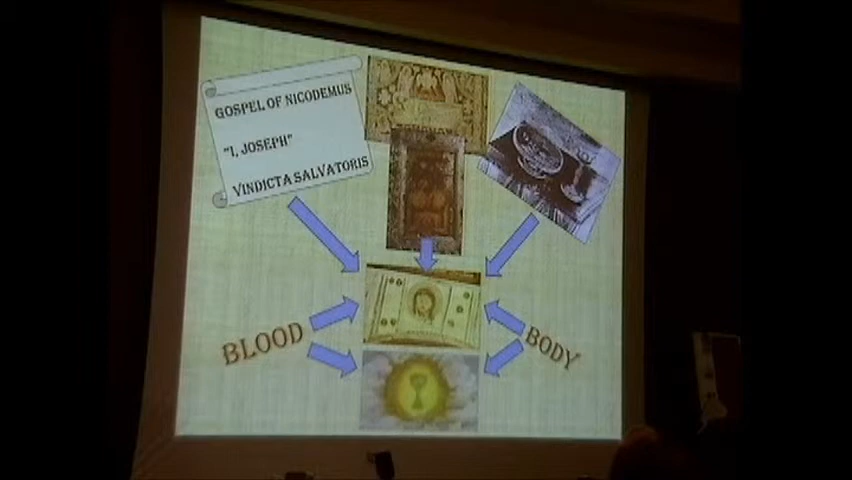 GOSPEL OF NICODEMUS
"I, JOSEPH"
VINDICTA SALVATORIS
BLOOD
BODY